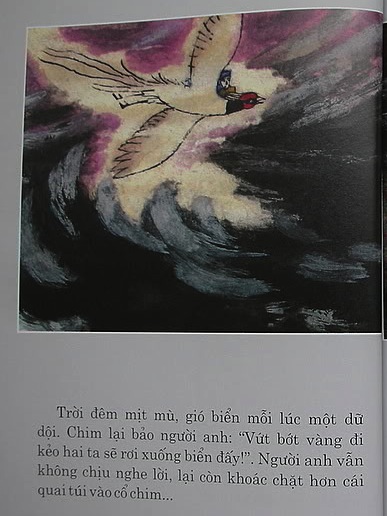 Trời đêm mịt mù, gió biển mỗi lúc một dữ
dội. Chim lại bảo người anh: “Vứt bớt vàng đi
kẻo hai ta sẽ rơi xuống biển đấy!”. Người anh vẫn
không chịu nghe lời, lại còn khoác chặt hơn cái
quai túi vào cổ chim...